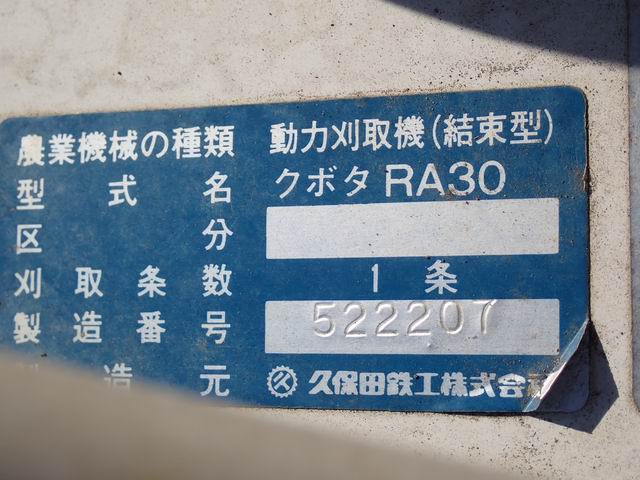 農業機械の種類 動力刈取機(結束型)
型式名 クボタRA30
区分
刈取条数 1条
製造番号 522207
造元 久保田鉄工株式会